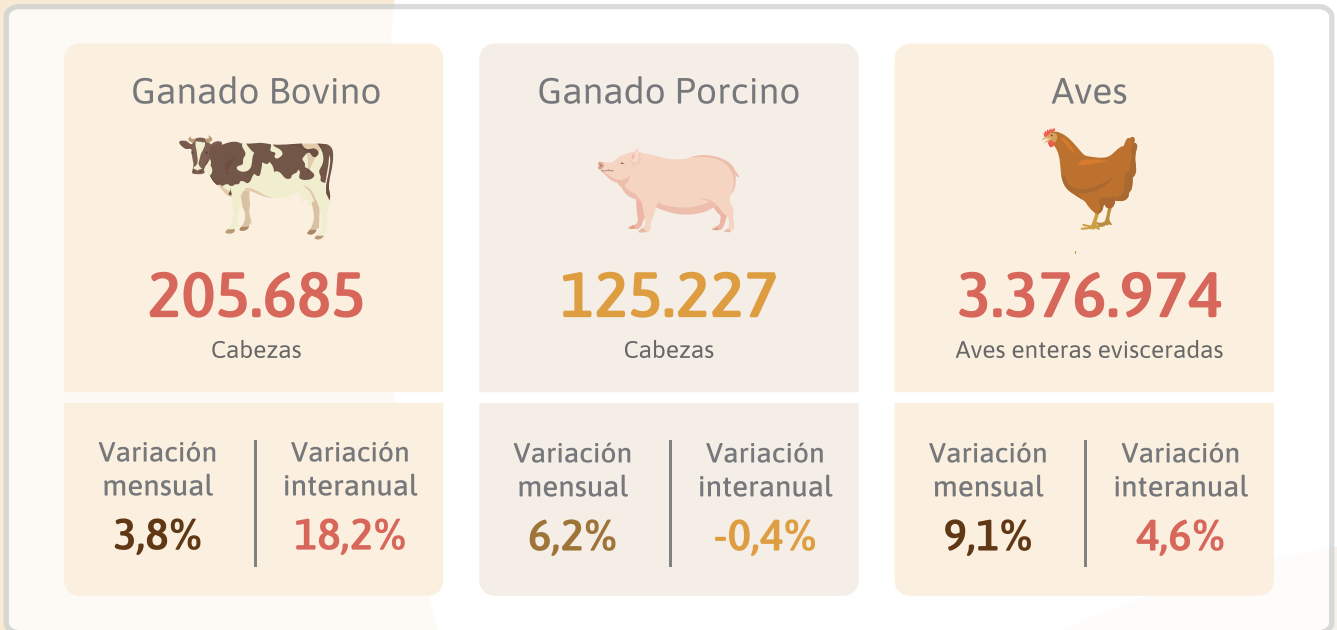 Ganado Bovino
205.685
Cabezas
Variación
mensual
3,8%
Variación
interanual
18,2%
Ganado Porcino
125.227
Cabezas
Variación
mensual
6,2%
Variación
interanual
-0,4%
Aves
3.376.974
Aves enteras evisceradas
Variación
mensual
9,1%
Variación
interanual
4,6%